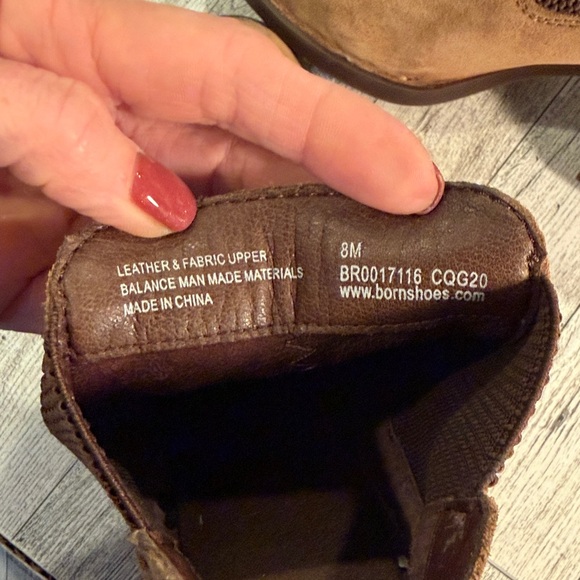 LEATHER & FABRIC UPPER
BALANCE MAN MADE MATERIALS
MADE IN CHINA
8M
BR0017116 CQG20
www.bornshoes.com